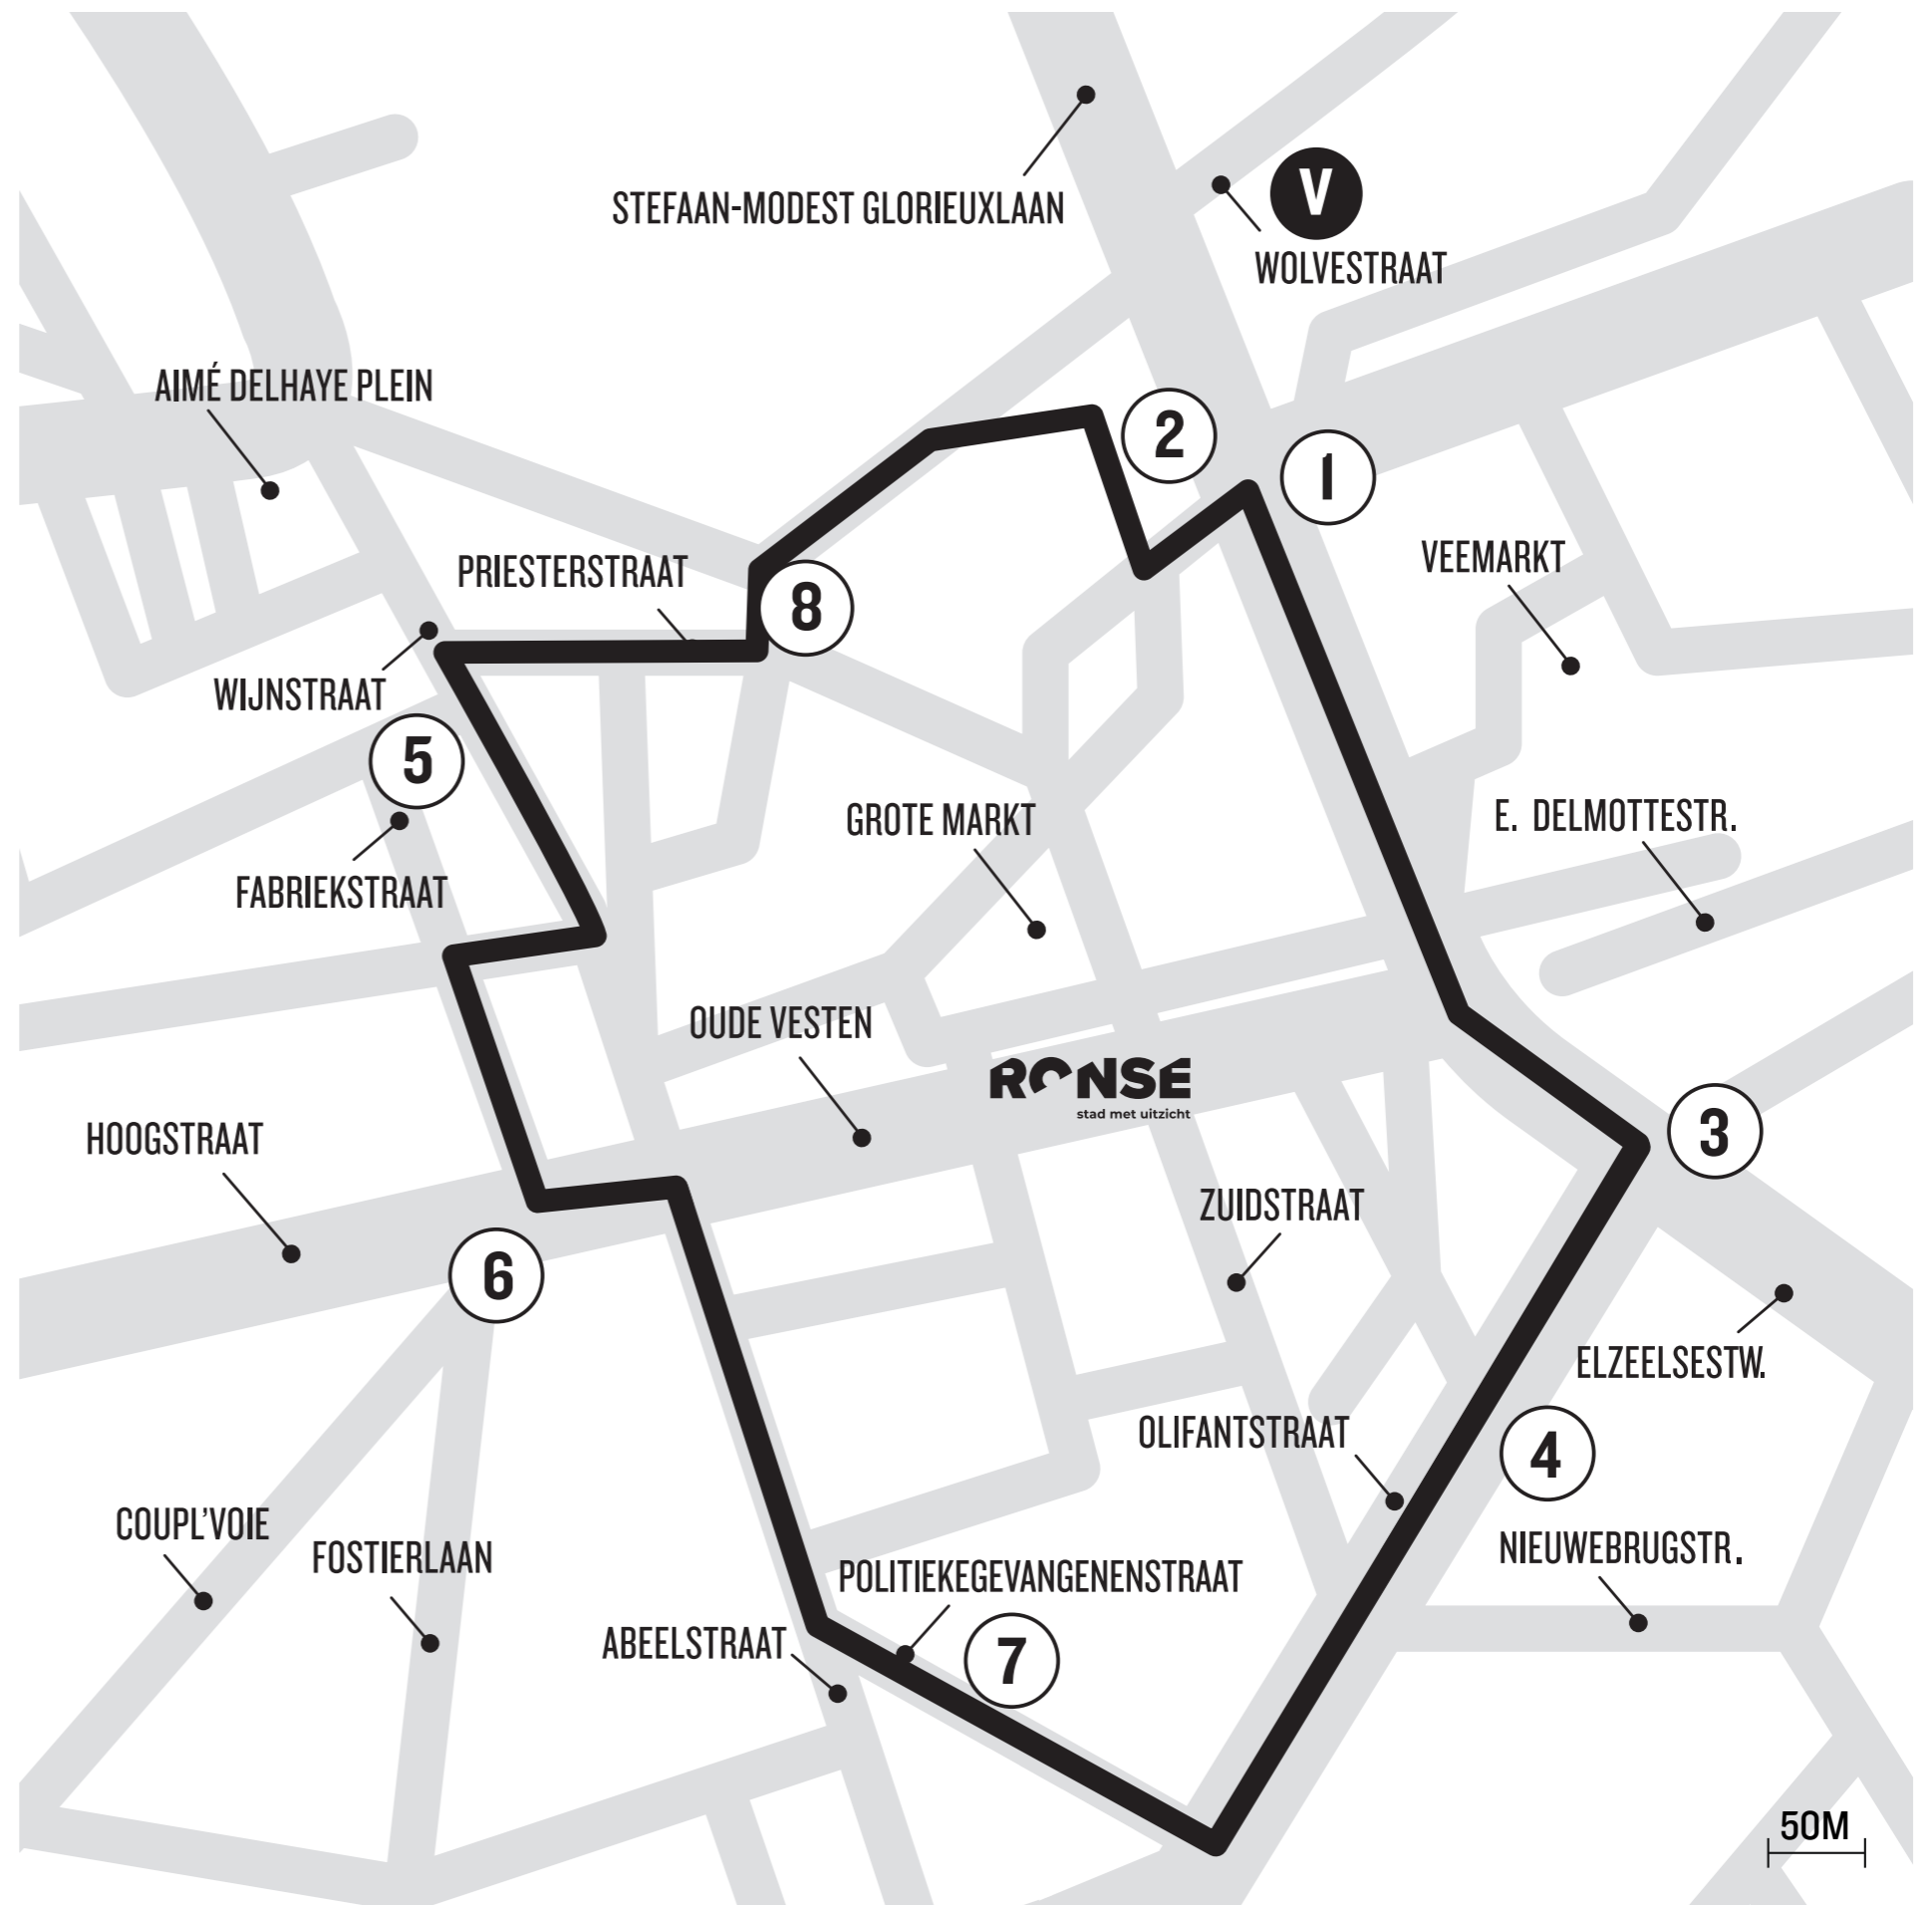 STEFAAN-MODEST GLORIEUXLAAN
V
WOLVESTRAAT
AIMÉ DELHAYE PLEIN
2
1
PRIESTERSTRAAT
VEEMARKT
8
WIJNSTRAAT
5
GROTE MARKT
E. DELMOTTESTR.
FABRIEKSTRAAT
OUDE VESTEN
RONSE
stad met uitzicht
HOOGSTRAAT
3
ZUIDSTRAAT
6
ELZEELSESTW.
OLIFANTSTRAAT
4
COUPL'VOIE
FOSTIERLAAN
NIEUWEBRUGSTR.
POLITIEKEGEVANGENENSTRAAT
ABEELSTRAAT
7
50M